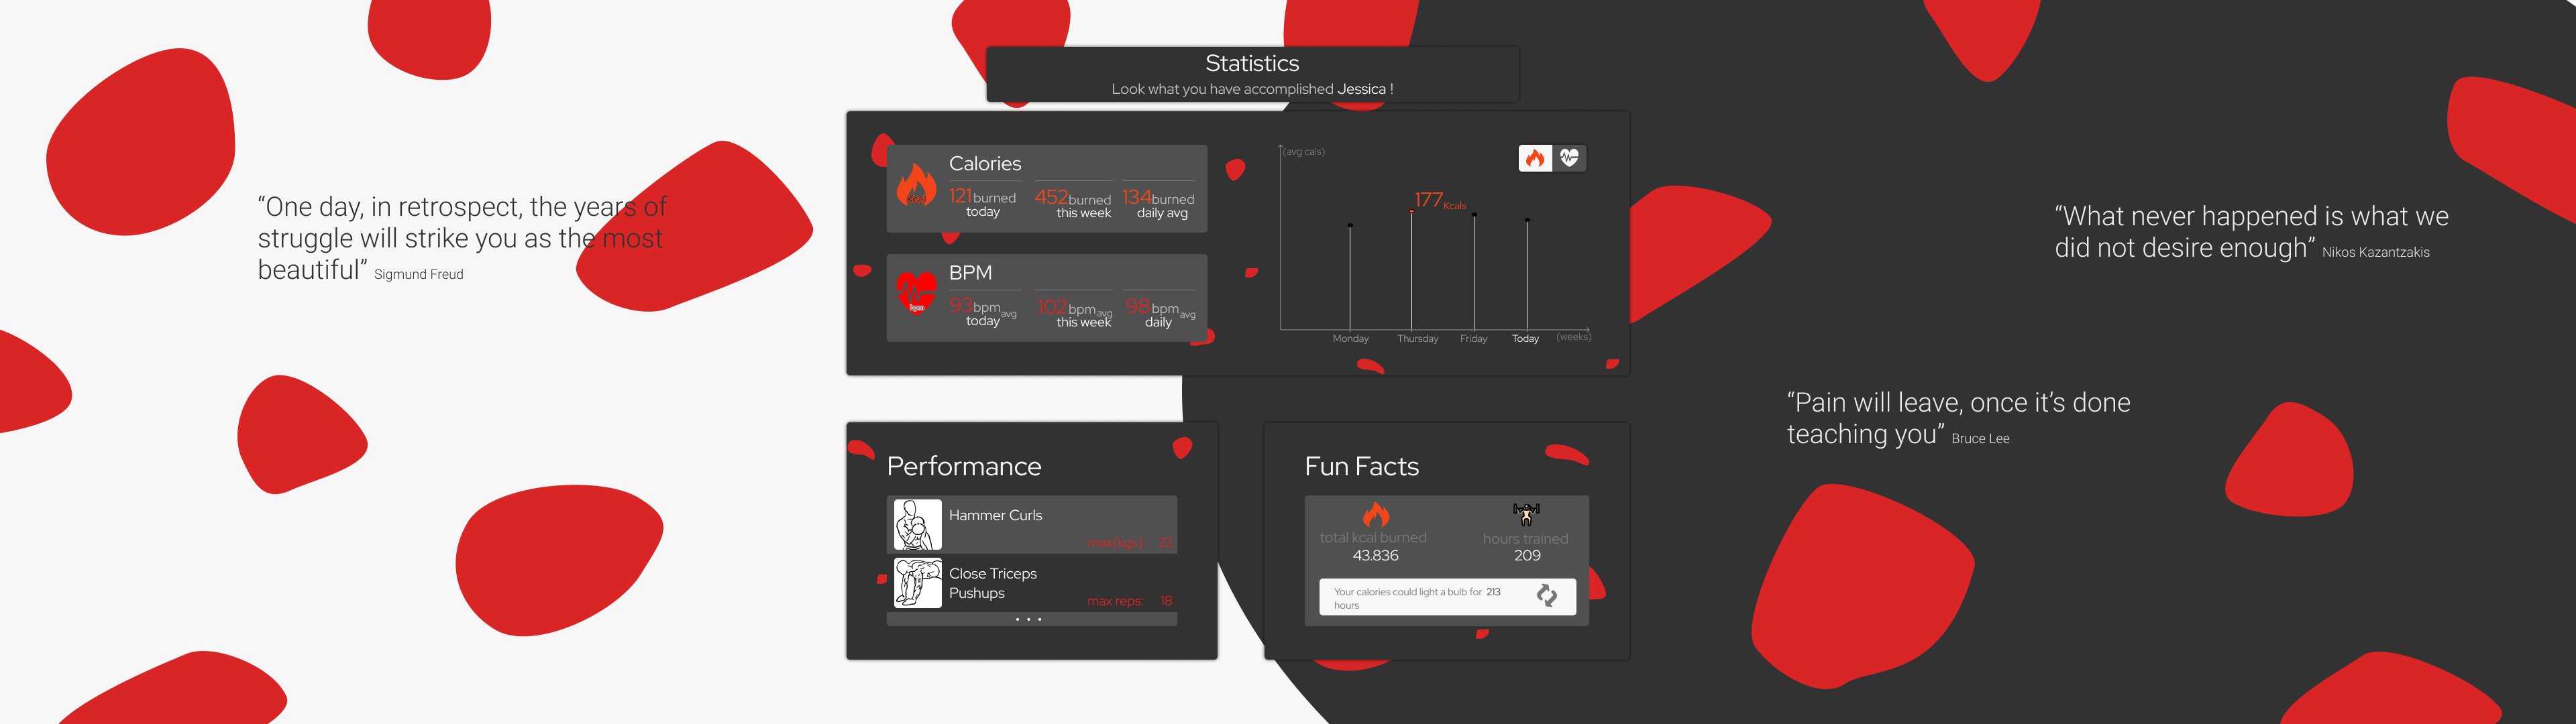 Statistics
Look what you have accomplished Jessica !
“One day, in retrospect, the years of
struggle will strike you as the most
beautiful” Sigmund Freud
Calories
Kcal
121 burned
today
452 burned
this week
134 burned
daily avg
BPM
bpm
93 bpm avg
today
102 bpm avg
this week
98 bpm avg
daily
(avg cals)
177 Kcals
Monday Thursday Friday Today (weeks)
“What never happened is what we
did not desire enough” Nikos Kazantzakis
“Pain will leave, once it’s done
teaching you” Bruce Lee
Performance
Hammer Curls
max(kgs) 22
Close Triceps
Pushups
max reps: 18
Fun Facts
total kcal burned
43.836
hours trained
209
Your calories could light a bulb for 213
hours